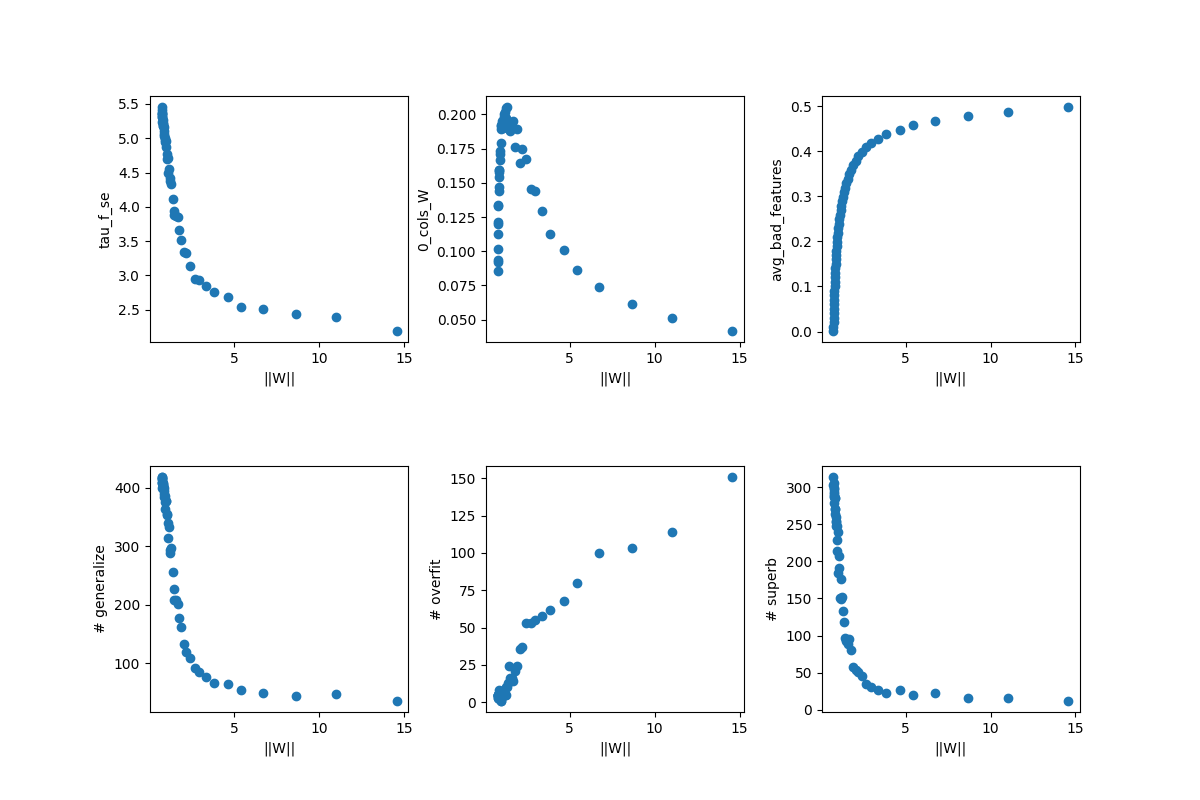 5.5
5.0
4.5
4.0
3.5
3.0
2.5
tau_f_se
5 10 15
||W||
0.200
0.175
0.150
0.125
0.100
0.075
0.050
0_cols_W
5 10 15
||W||
0.5
0.4
0.3
0.2
0.1
0.0
avg_bad_features
5 10 15
||W||
400
300
200
100
# generalize
5 10 15
||W||
150
125
100
75
50
25
0
# overfit
5 10 15
||W||
300
250
200
150
100
50
0
# superb
5 10 15
||W||